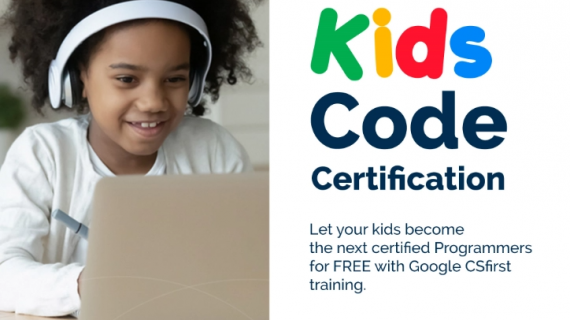 Kids
Code
Certification
Let your kids become
the next certified Programmers
for FREE with Google CSfirst
training.